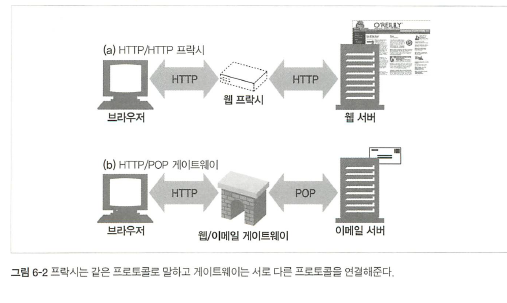 (a) HTTP/HTTP 프락시
O'REILLY
HTTP
HTTP
브라우저
웹 프락시
웹 서버
(b) HTTP/POP 게이트웨이
HTTP
POP
브라우저
웹/이메일 게이트웨이
이메일 서버
그림 6-2 프락시는 같은 프로토콜로 말하고 게이트웨이는 서로 다른 프로토콜을 연결해준다.